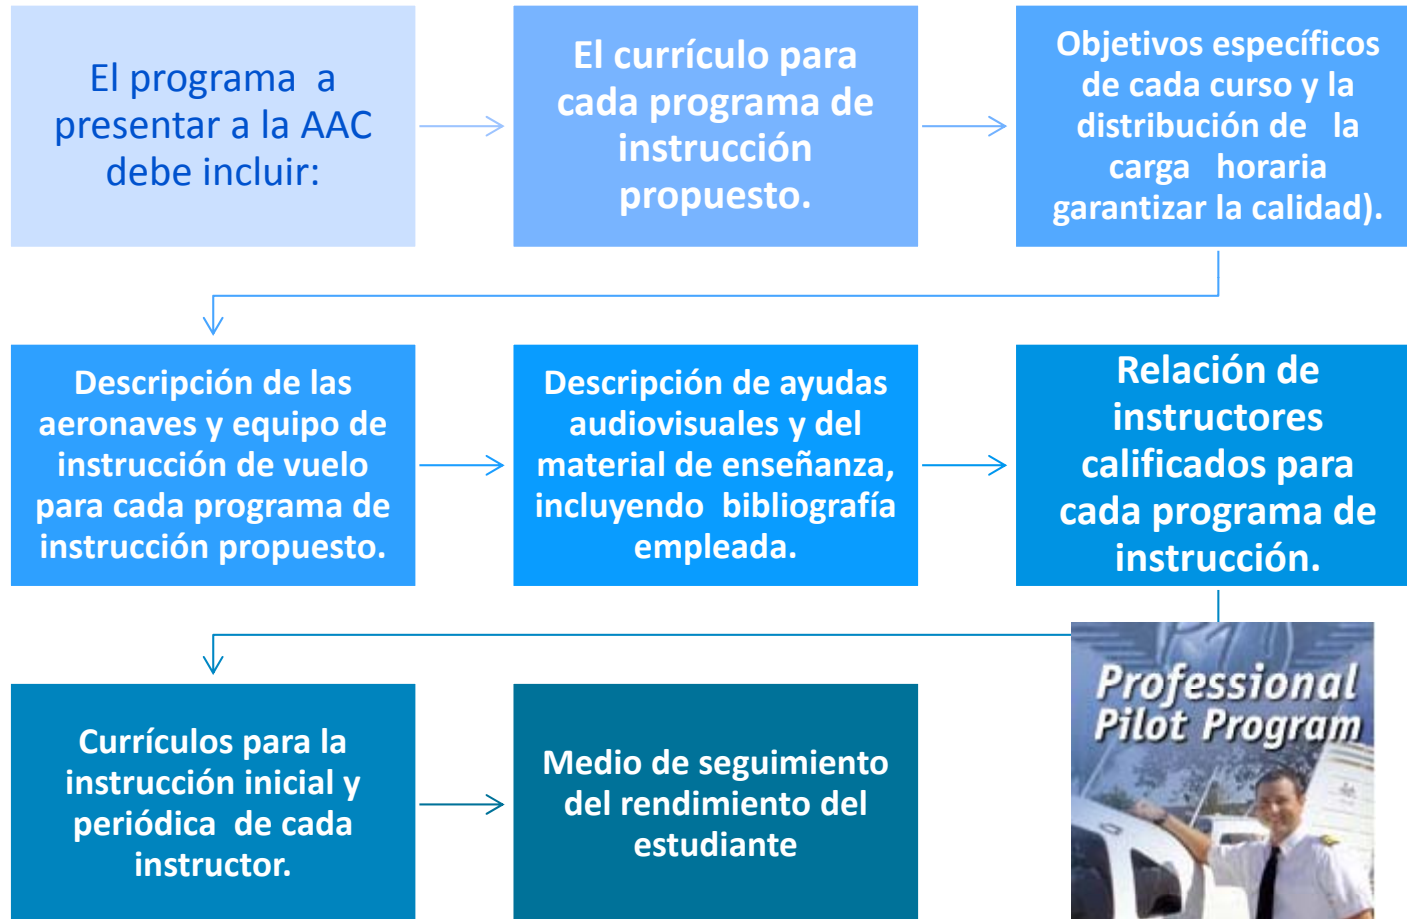 El programa a
presentar a la AAC
debe incluir:
El currículo para
cada programa de
instrucción
propuesto.
Objetivos específicos
de cada curso y la
distribución de la
carga horaria
garantizar la calidad).
Descripción de las
aeronaves y equipo de
instrucción de vuelo
para cada programa de
instrucción propuesto.
Descripción de ayudas
audiovisuales y del
material de enseñanza,
incluyendo bibliografía
empleada.
Relación de
instructores
calificados para
cada programa de
instrucción.
Currículos para la
instrucción inicial y
periódica de cada
instructor.
Medio de seguimiento
del rendimiento del
estudiante
Professional
Pilot Program